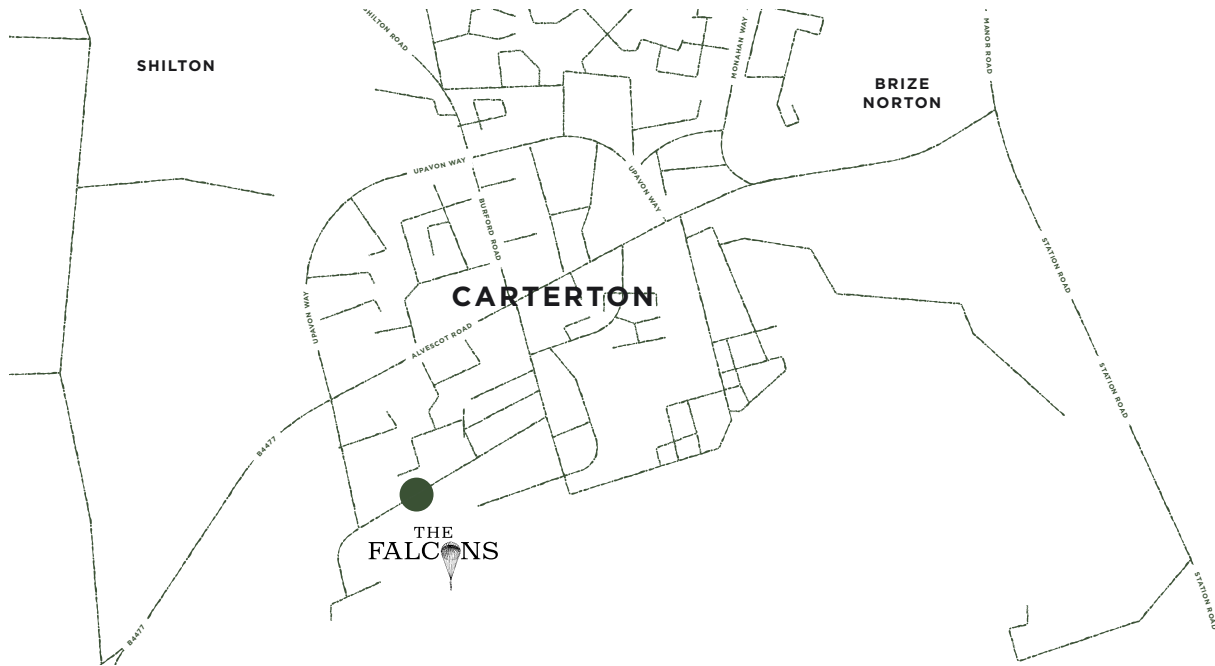 SHILTON ROAD
MANOR ROAD
MONAHAN WAY
SHILTON
BRIZE
NORTON
UPAVON WAY
UPAVON WAY
BURFORD ROAD
STATION ROAD
CARTERTON
UPAVON WAY
ALVESCOT ROAD
STATION ROAD
B4477
THE
FALCONS
STATION ROAD
B4477